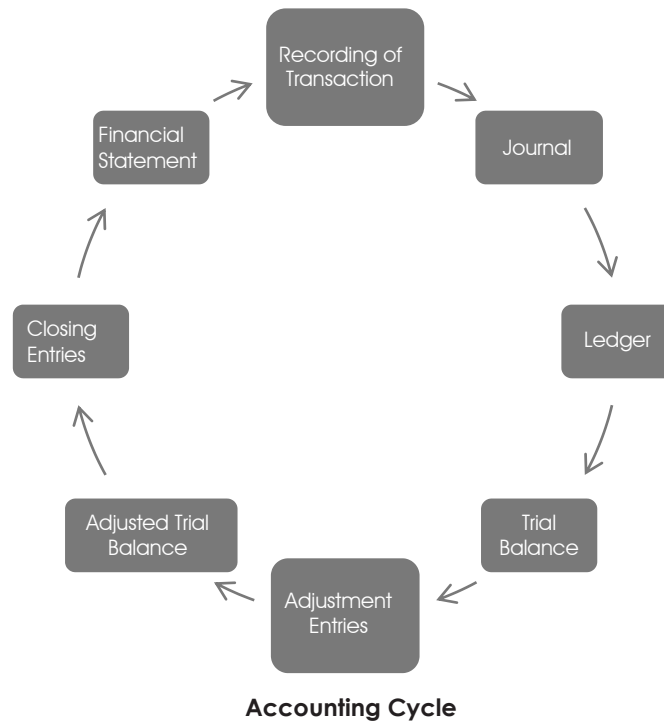 Recording of
Transaction
Journal
Ledger
Trial
Balance
Adjustment
Entries
Adjusted Trial
Balance
Closing
Entries
Financial
Statement
Accounting Cycle